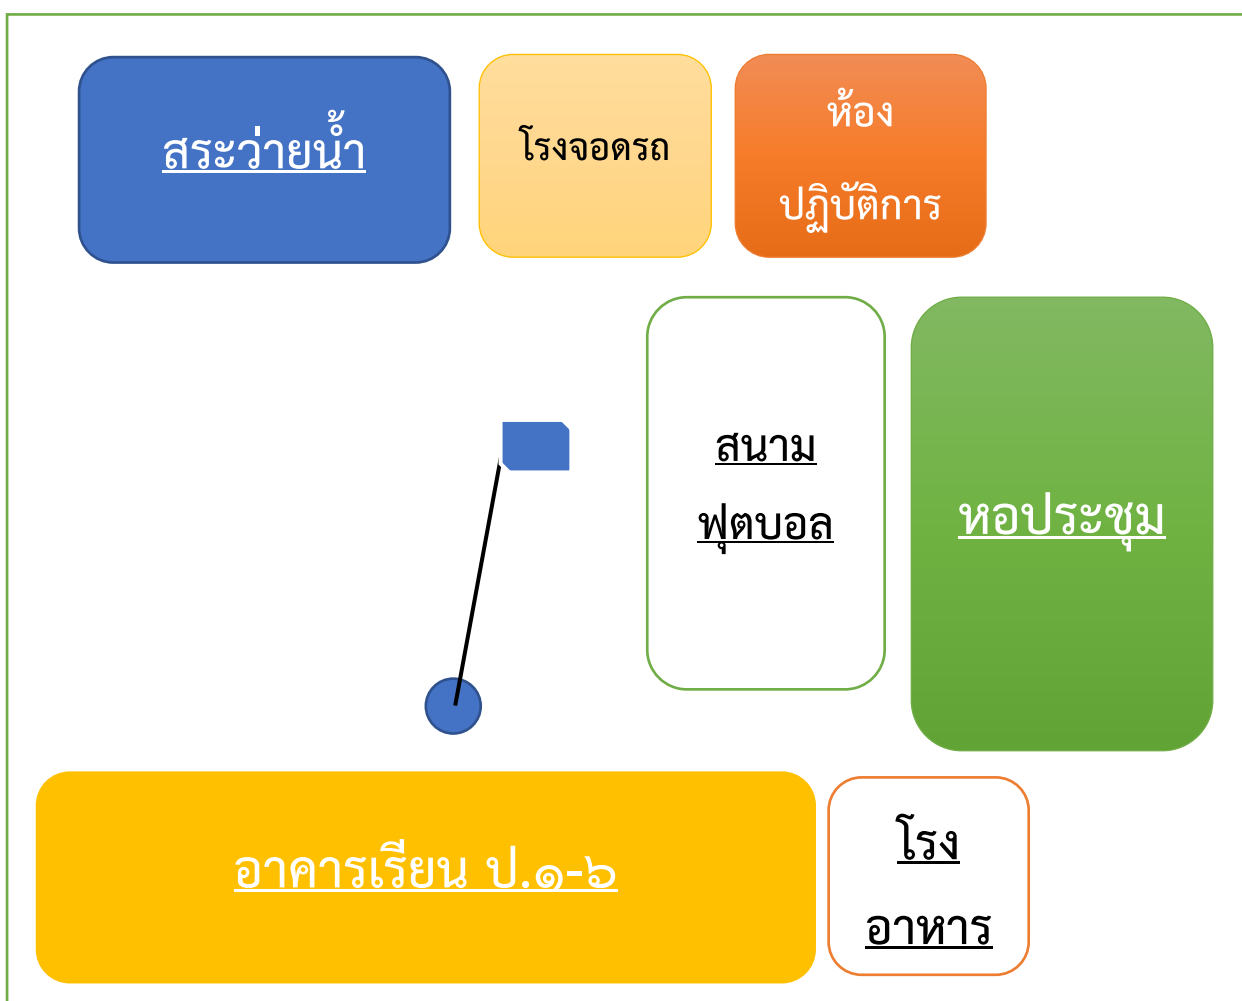 สระว่ายน้ำ
โรงจอดรถ
ห้อง
ปฏิบัติการ
สนาม
ฟุตบอล
หอประชุม
อาคารเรียน ป.๑-๖
โรง
อาหาร